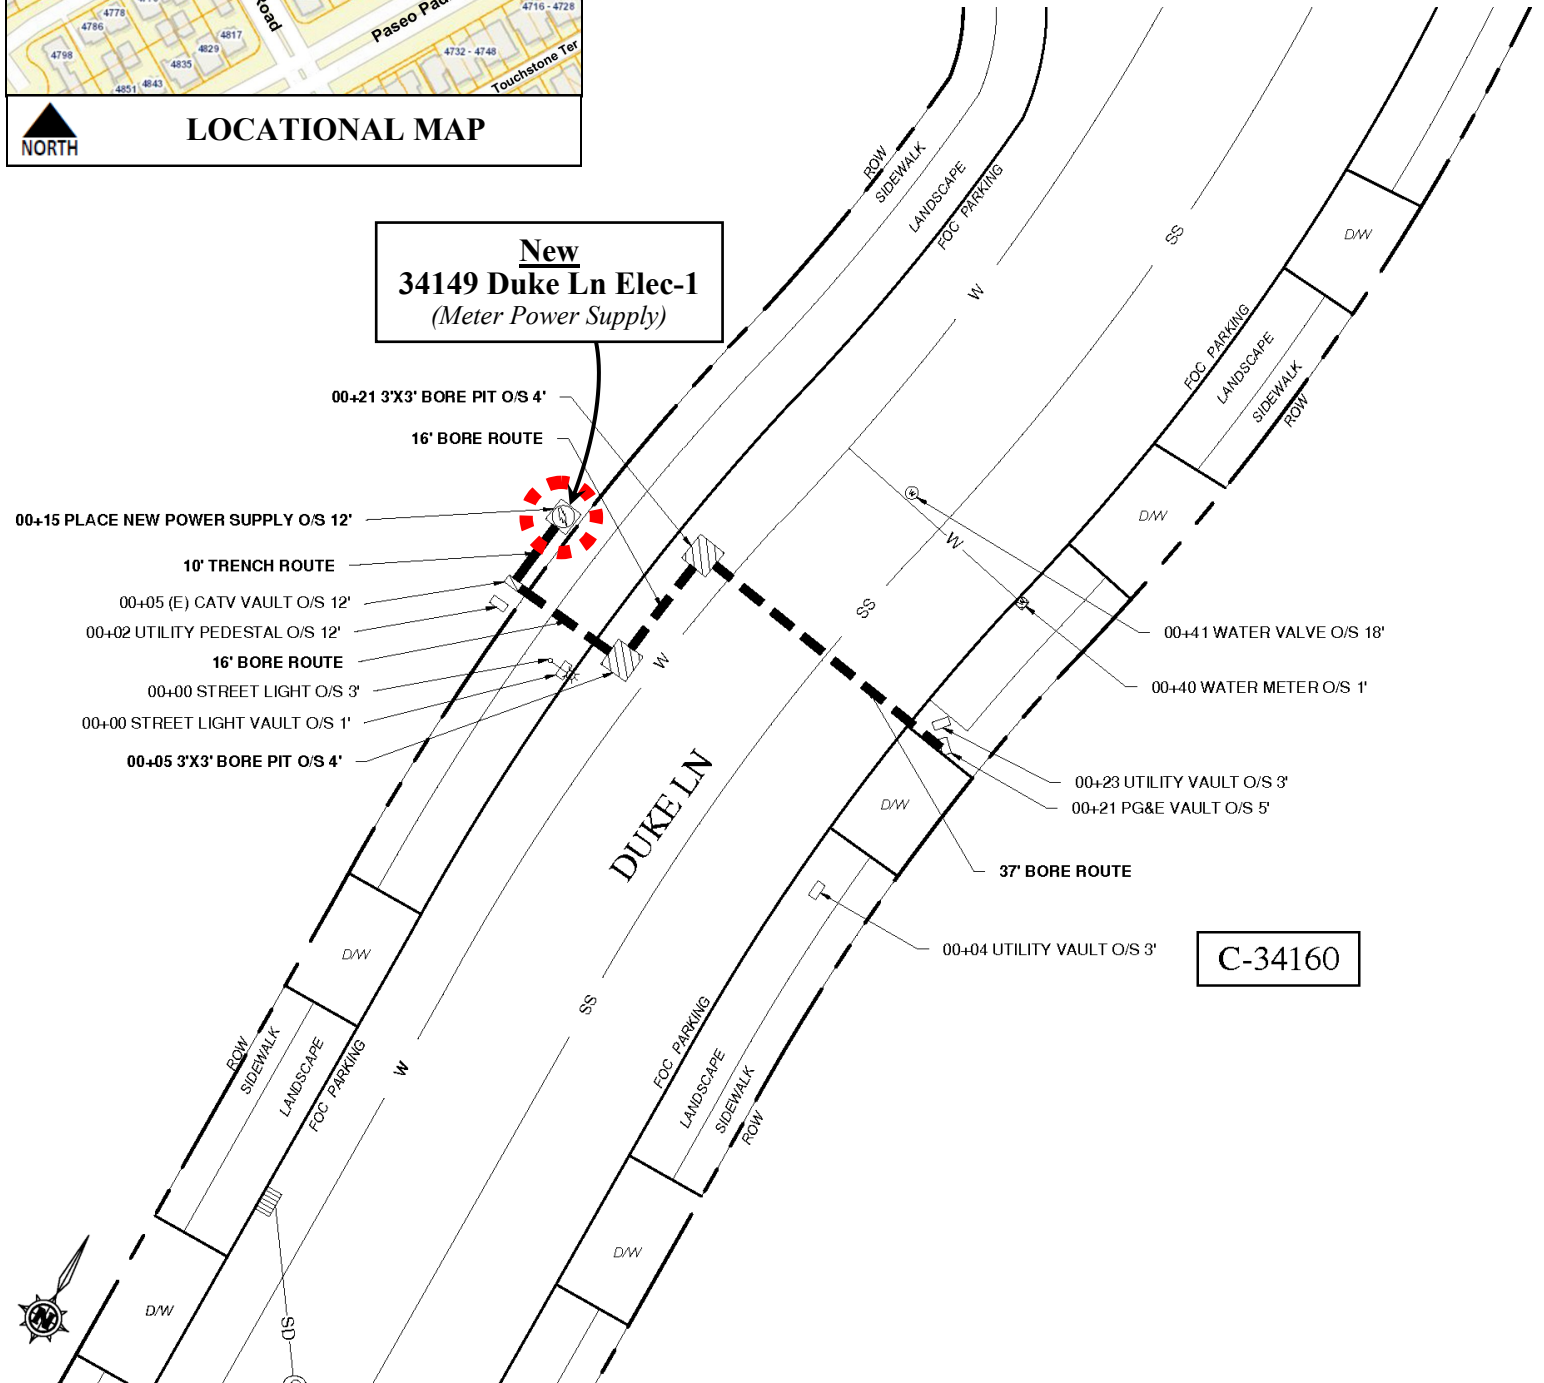 4778
4786
4798
4817
4829
4835
4843
4851
Road
Paseo Pad
4716 - 4728
4732 - 4748
Touchstone Ter
NORTH
LOCATIONAL MAP
New
34149 Duke Ln Elec-1
(Meter Power Supply)
00+21 3'X3' BORE PIT O/S 4'
16' BORE ROUTE
00+15 PLACE NEW POWER SUPPLY O/S 12'
10' TRENCH ROUTE
00+05 (E) CATV VAULT O/S 12'
00+02 UTILITY PEDESTAL O/S 12'
16' BORE ROUTE
00+00 STREET LIGHT O/S 3'
00+00 STREET LIGHT VAULT O/S 1'
00+05 3'X3' BORE PIT O/S 4'
ROW
SIDEWALK
LANDSCAPE
FOC PARKING
W
SS
D/W
FOC PARKING
LANDSCAPE
SIDEWALK
ROW
D/W
W
W
SS
W
00+41 WATER VALVE O/S 18'
00+40 WATER METER O/S 1'
00+23 UTILITY VAULT O/S 3'
00+21 PG&E VAULT O/S 5'
D/W
37' BORE ROUTE
00+04 UTILITY VAULT O/S 3'
C-34160
DUKE LN
D/W
SS
W
ROW
SIDEWALK
LANDSCAPE
FOC PARKING
FOC PARKING
LANDSCAPE
SIDEWALK
ROW
D/W
D/W
SD
N